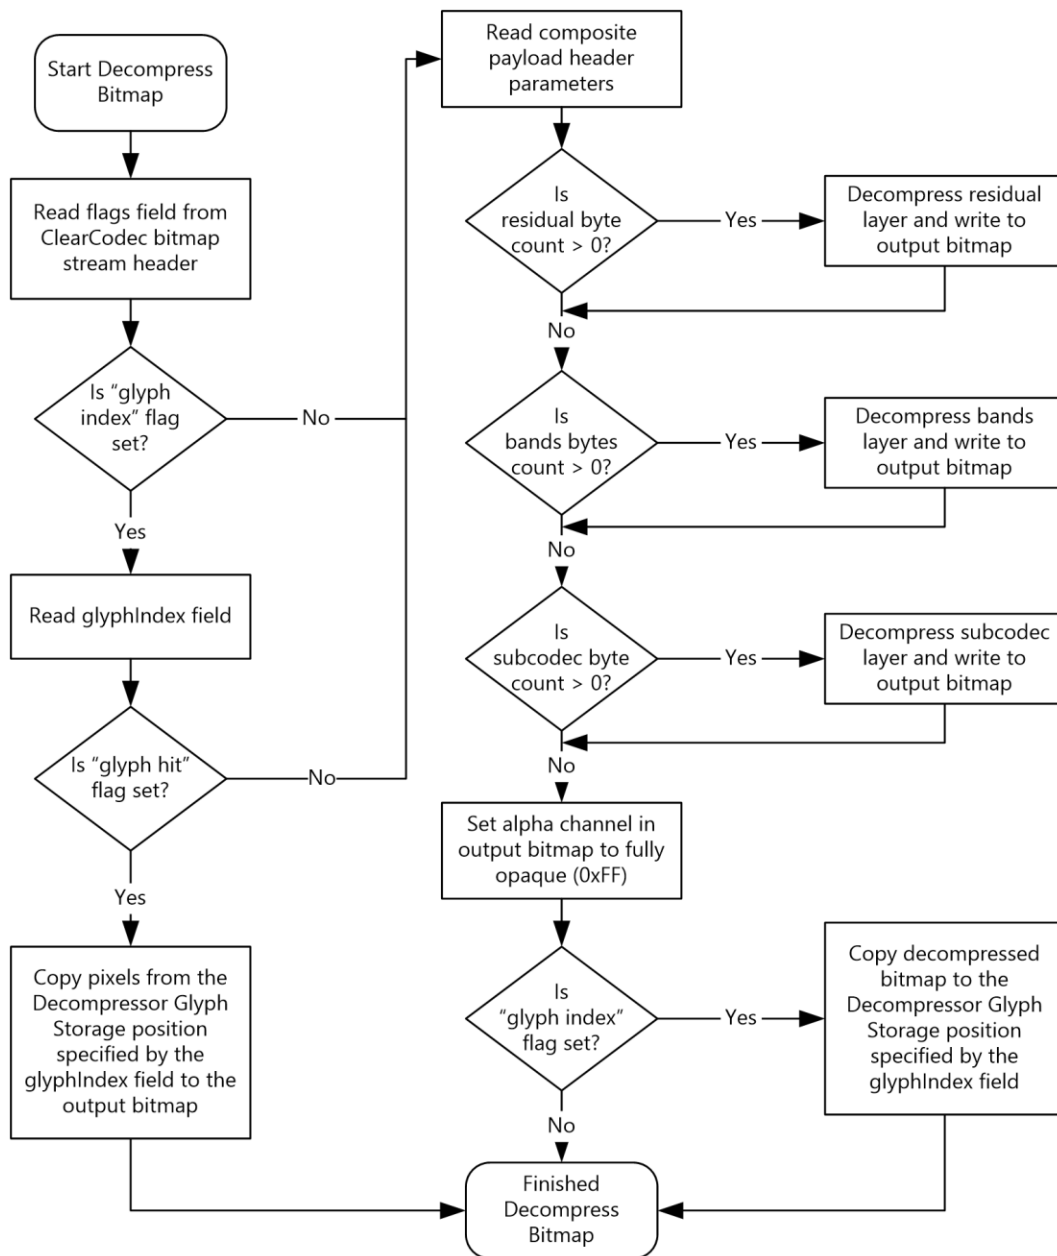 Start Decompress
Bitmap
Read flags field from
ClearCodec bitmap
stream header
Is “glyph
index” flag
set?
No
Yes
Read glyphIndex field
Is “glyph hit”
flag set?
No
Yes
Copy pixels from the
Decompressor Glyph
Storage position
specified by the
glyphIndex field to the
output bitmap
Read composite
payload header
parameters
Is
residual byte
count > 0?
Yes
Decompress residual
layer and write to
output bitmap
No
Is
bands bytes
count > 0?
Yes
Decompress bands
layer and write to
output bitmap
No
Is
subcodec byte
count > 0?
Yes
Decompress subcodec
layer and write to
output bitmap
No
Set alpha channel in
output bitmap to fully
opaque (0xFF)
Is
“glyph index”
flag set?
Yes
Copy decompressed
bitmap to the
Decompressor Glyph
Storage position
specified by the
glyphIndex field
No
Finished
Decompress
Bitmap